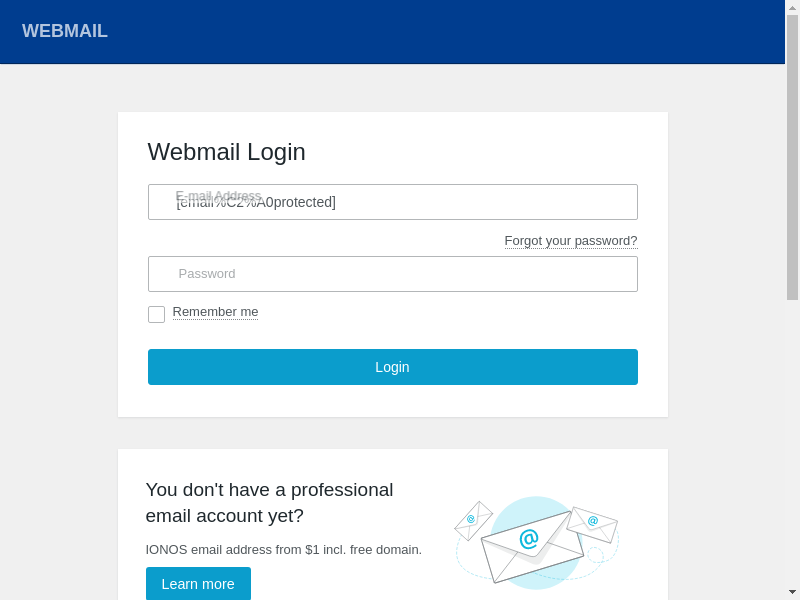 WEBMAIL
Webmail Login
E-mail Address
[email%C2%A0protected]
Forgot your password?
Password
Remember me
Login
You don't have a professional
email account yet?
IONOS email address from $1 incl. free domain.
Learn more
@
@
@